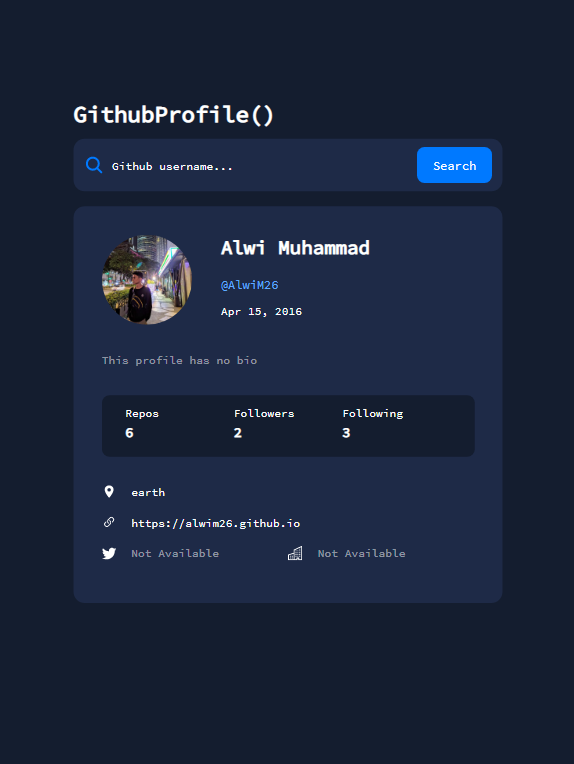 GithubProfile()
Github username...
Search
Alwi Muhammad
@AlwiM26
Apr 15, 2016
This profile has no bio
Repos Followers Following
6 2 3
earth
https://alwim26.github.io
Not Available Not Available